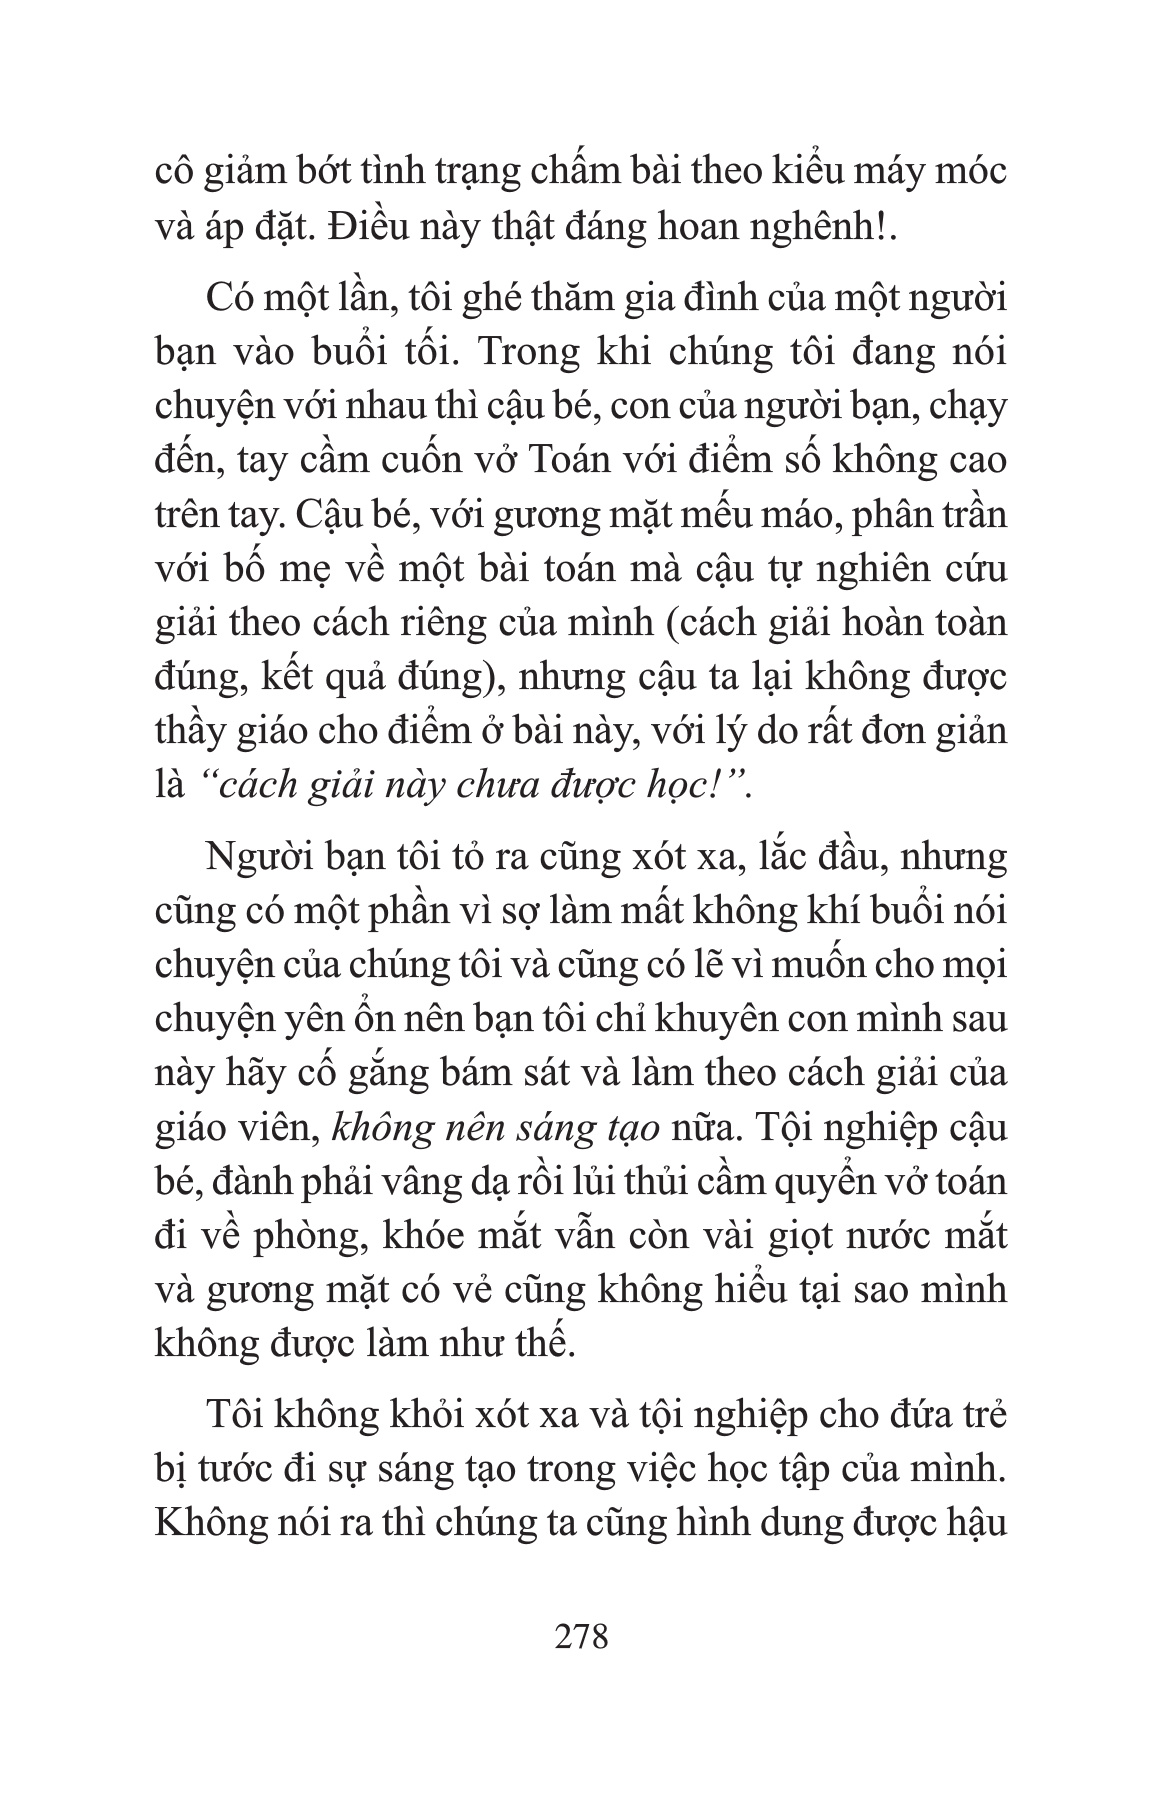 cô giảm bớt tình trạng chấm bài theo kiểu máy móc
và áp đặt. Điều này thật đáng hoan nghênh!.
Có một lần, tôi ghé thăm gia đình của một người
bạn vào buổi tối. Trong khi chúng tôi đang nói
chuyện với nhau thì cậu bé, con của người bạn, chạy
đến, tay cầm cuốn vở Toán với điểm số không cao
trên tay. Cậu bé, với gương mặt mếu máo, phân trần
với bố mẹ về một bài toán mà cậu tự nghiên cứu
giải theo cách riêng của mình (cách giải hoàn toàn
đúng, kết quả đúng), nhưng cậu ta lại không được
thầy giáo cho điểm ở bài này, với lý do rất đơn giản
là “cách giải này chưa được học!”.
Người bạn tôi tỏ ra cũng xót xa, lắc đầu, nhưng
cũng có một phần vì sợ làm mất không khí buổi nói
chuyện của chúng tôi và cũng có lẽ vì muốn cho mọi
chuyện yên ổn nên bạn tôi chỉ khuyên con mình sau
này hãy cố gắng bám sát và làm theo cách giải của
giáo viên, không nên sáng tạo nữa. Tội nghiệp cậu
bé, đành phải vâng dạ rồi lủi thủi cầm quyển vở toán
đi về phòng, khóe mắt vẫn còn vài giọt nước mắt
và gương mặt có vẻ cũng không hiểu tại sao mình
không được làm như thế.
Tôi không khỏi xót xa và tội nghiệp cho đứa trẻ
bị tước đi sự sáng tạo trong việc học tập của mình.
Không nói ra thì chúng ta cũng hình dung được hậu
278